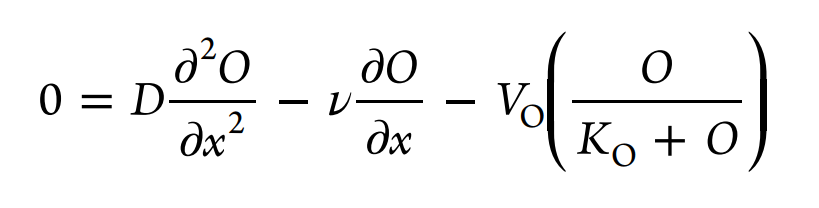 0 = D ∂²O/∂x² − ν ∂O/∂x − V_O(O/(K_O + O))